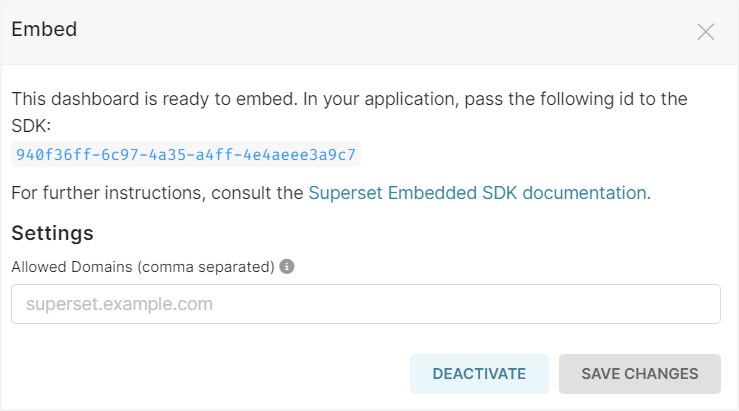 Embed
This dashboard is ready to embed. In your application, pass the following id to the
SDK:
940f36ff-6c97-4a35-a4ff-4e4aeee3a9c7
For further instructions, consult the Superset Embedded SDK documentation.
Settings
Allowed Domains (comma separated)
superset.example.com
DEACTIVATE SAVE CHANGES